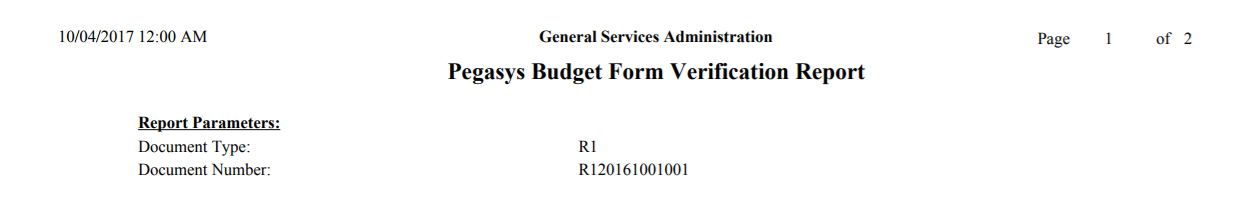 10/04/2017 12:00 AM General Services Administration Page 1 of 2
Pegasys Budget Form Verification Report
Report Parameters:
Document Type: R1
Document Number: R120161001001